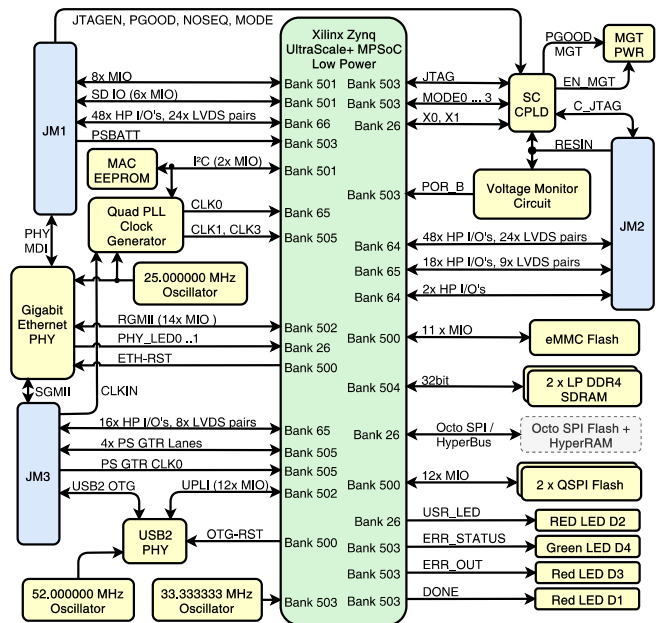 JTAGEN, PGOOD, NOSEQ, MODE
Xilinx Zynq
UltraScale+ MPSoC
Low Power
JM1
8x MIO
Bank 501
SD IO (6x MIO)
Bank 501
48x HP I/O's, 24x LVDS pairs
Bank 66
PSBATT
Bank 503
MAC
EEPROM
I²C (2x MIO)
Bank 501
Quad PLL
Clock
Generator
CLK0
Bank 65
CLK1, CLK3
Bank 505
PHY
MDI
25.000000 MHz
Oscillator
Gigabit
Ethernet
PHY
RGMII (14x MIO )
Bank 502
PHY_LED0 ..1
Bank 26
ETH-RST
Bank 500
SGMII
CLKIN
JM3
16x HP I/O's, 8x LVDS pairs
Bank 65
4x PS GTR Lanes
Bank 505
PS GTR CLK0
Bank 505
USB2 OTG
UPLI (12x MIO)
Bank 502
USB2
PHY
OTG-RST
Bank 500
52.000000 MHz
Oscillator
33.333333 MHz
Oscillator
Bank 503
Bank 503
JTAG
Bank 503
MODE0 ... 3
Bank 26
X0, X1
SC
CPLD
PGOOD
MGT
MGT
PWR
EN_MGT
C_JTAG
RESIN
Bank 503
POR_B
Voltage Monitor
Circuit
JM2
Bank 64
48x HP I/O's, 24x LVDS pairs
Bank 65
18x HP I/O's, 9x LVDS pairs
Bank 64
2x HP I/O's
Bank 500
11 x MIO
eMMC Flash
Bank 504
32bit
2 x LP DDR4
SDRAM
Bank 26
Octo SPI /
HyperBus
Octo SPI Flash +
HyperRAM
Bank 500
12x MIO
2 x QSPI Flash
Bank 26
USR_LED
RED LED D2
Bank 503
ERR_STATUS
Green LED D4
Bank 503
ERR_OUT
Red LED D3
Bank 503
DONE
Red LED D1